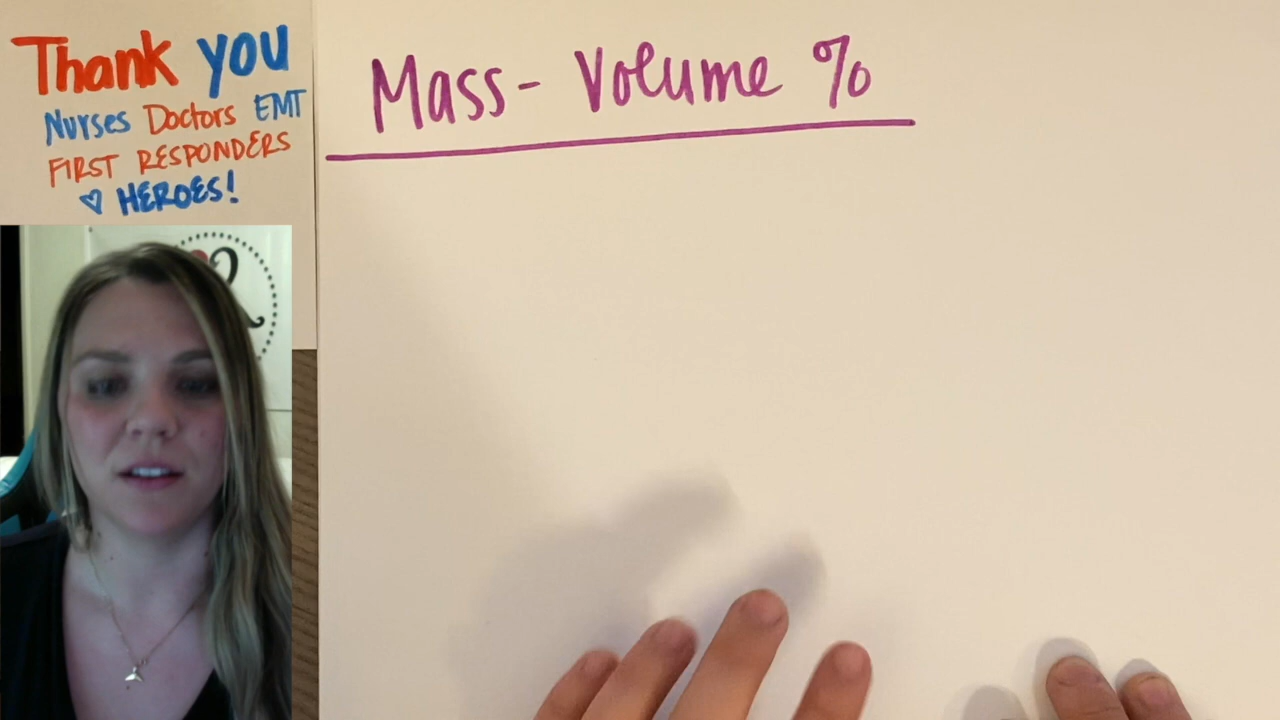 Thank you
Nurses Doctors EMT
FIRST RESPONDERS
♡ HEROES!
Mass- Volume %